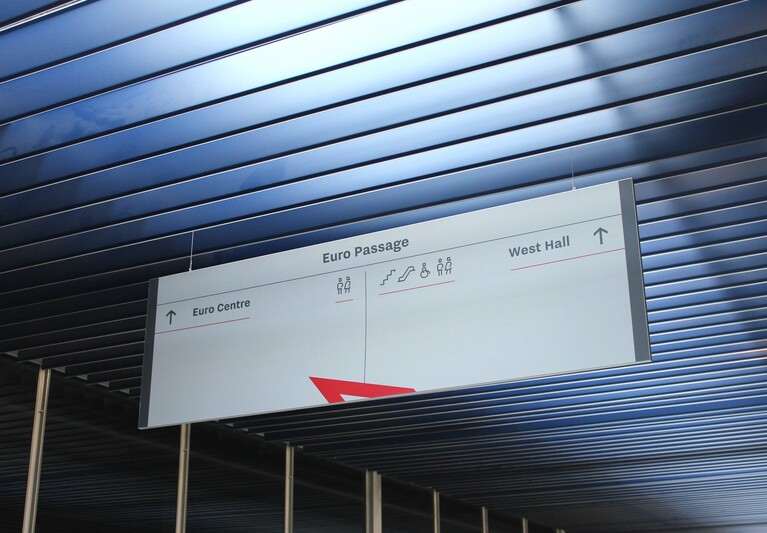 Euro Passage
↑ Euro Centre
West Hall ↑